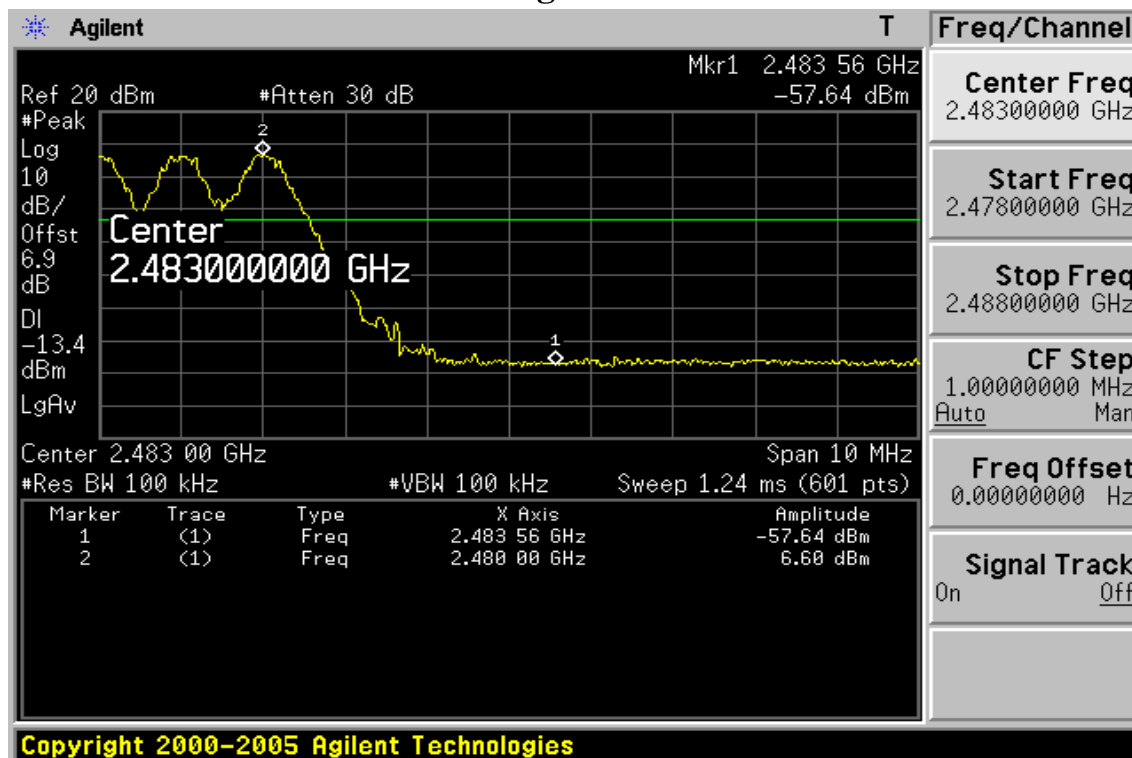 Agilent T
Mkr1 2.483 56 GHz
Ref 20 dBm #Atten 30 dB -57.64 dBm
#Peak
Log
10
dB/
Offst
6.9
dB
DI
-13.4
dBm
LgAv
2
1
Center
2.483000000 GHz
Center 2.483 00 GHz Span 10 MHz
#Res BW 100 kHz #VBW 100 kHz Sweep 1.24 ms (601 pts)
Marker Trace Type X Axis Amplitude
1 (1) Freq 2.483 56 GHz -57.64 dBm
2 (1) Freq 2.480 00 GHz 6.60 dBm
Copyright 2000-2005 Agilent Technologies
Freq/Channel
Center Freq
2.48300000 GHz
Start Freq
2.47800000 GHz
Stop Freq
2.48800000 GHz
CF Step
1.00000000 MHz
Auto Man
Freq Offset
0.00000000 Hz
Signal Track
On Off